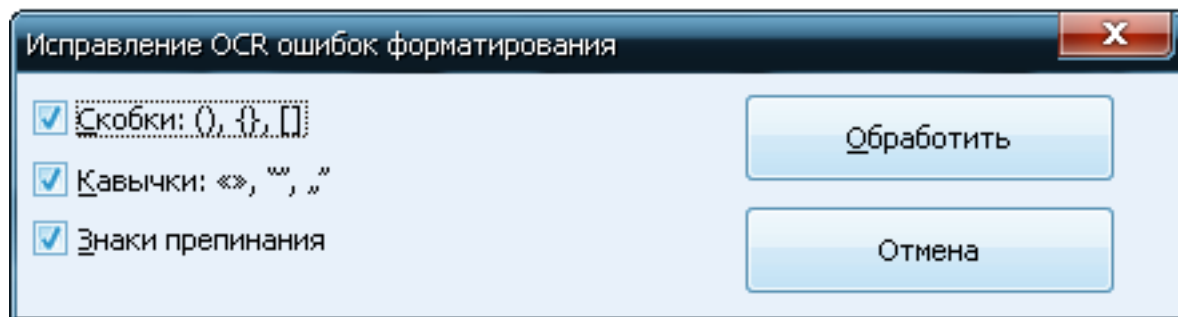 Исправление OCR ошибок форматирования
Скобки: (), {}, []
Обработить
Кавычки: «», "", „”
Знаки препинания
Отмена